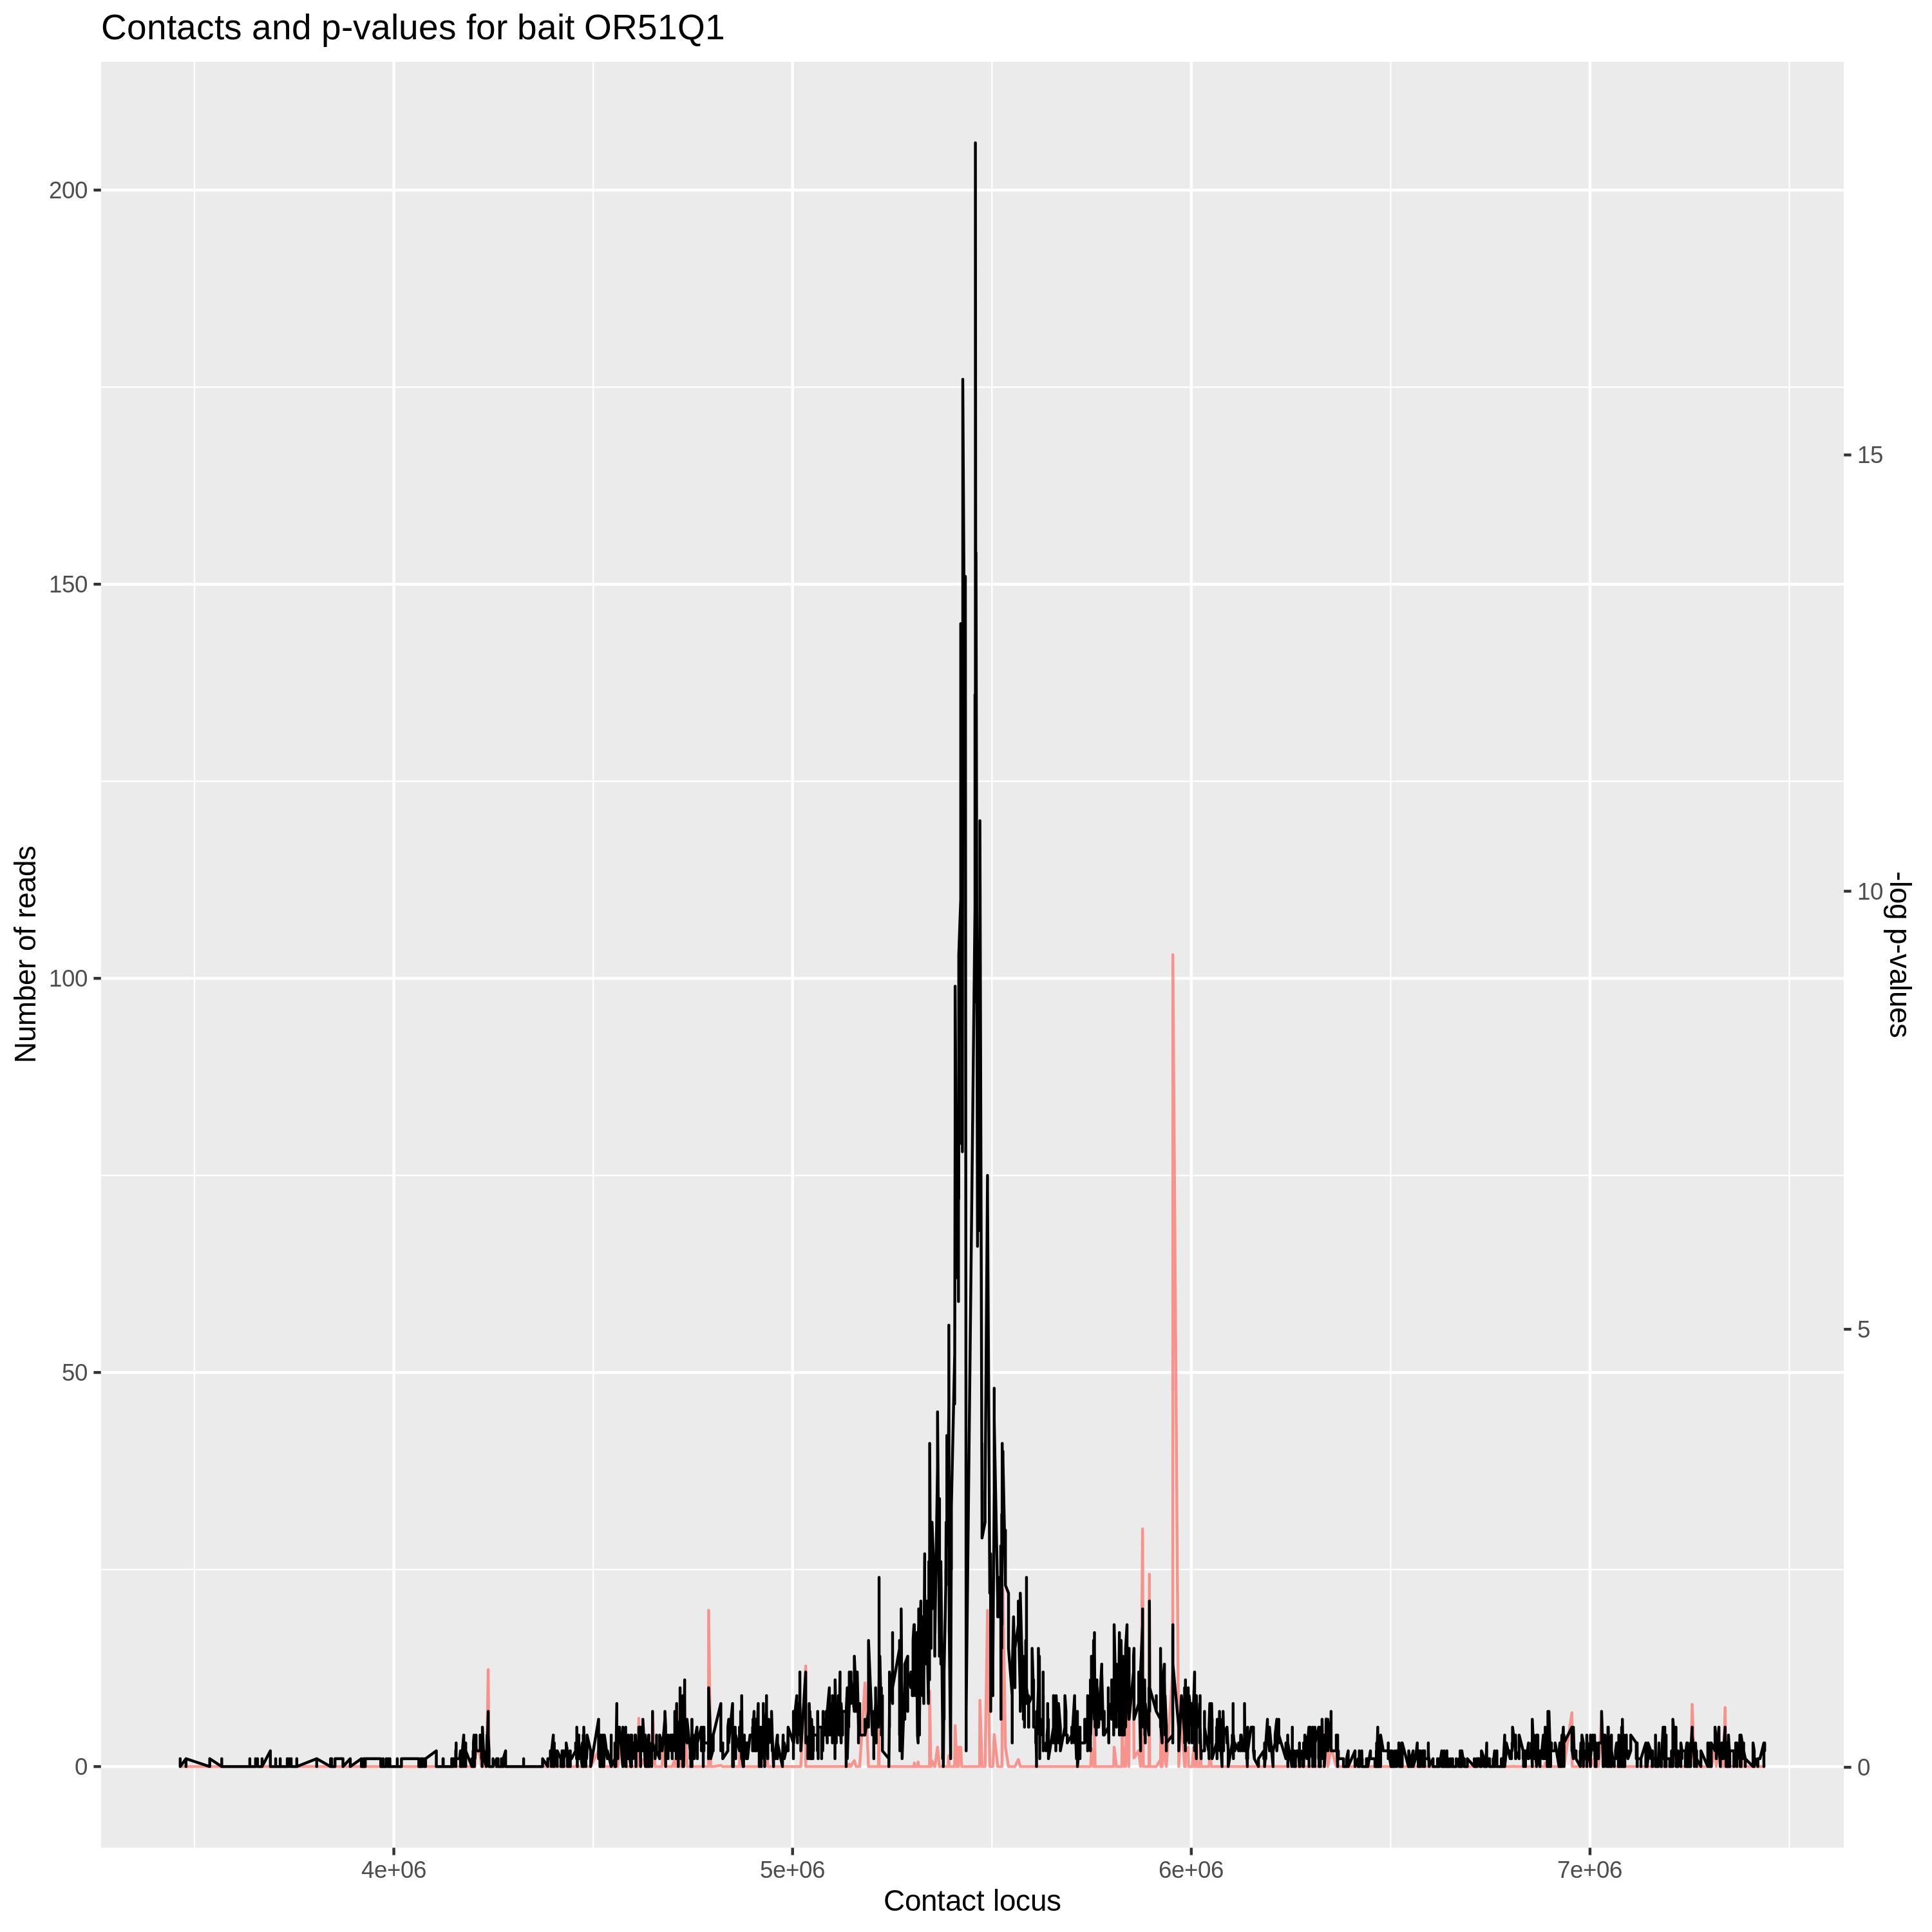 Contacts and p-values for bait OR51Q1
200
150
100
50
0
Number of reads
15
10
5
0
-log p-values
4e+06
5e+06
6e+06
7e+06
Contact locus